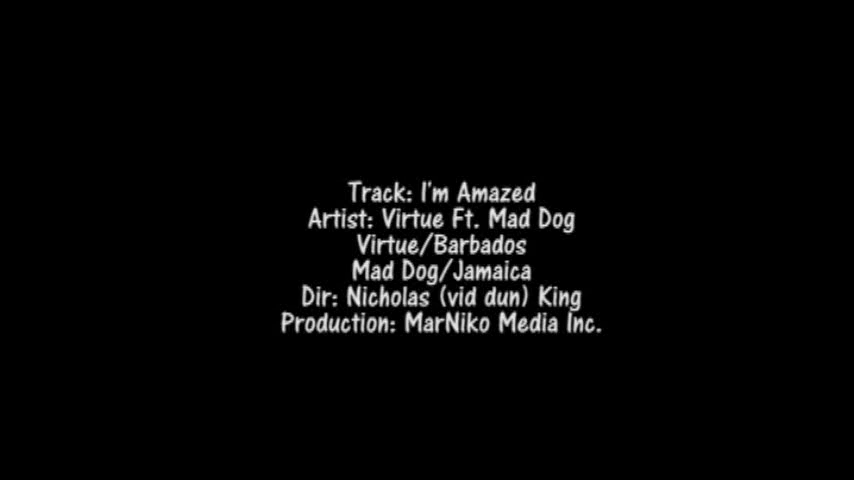 Track: I'm Amazed
Artist: Virtue Ft. Mad Dog
Virtue/Barbados
Mad Dog/Jamaica
Dir: Nicholas (vid dun) King
Production: MarNiko Media Inc.